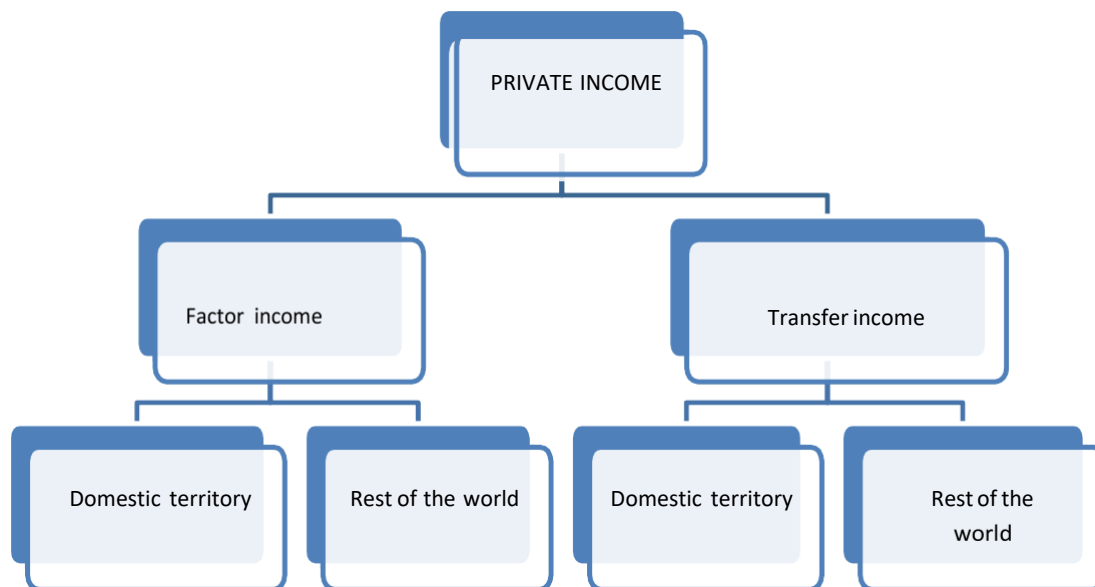 PRIVATE INCOME
Factor income
Transfer income
Domestic territory
Rest of the world
Domestic territory
Rest of the
world